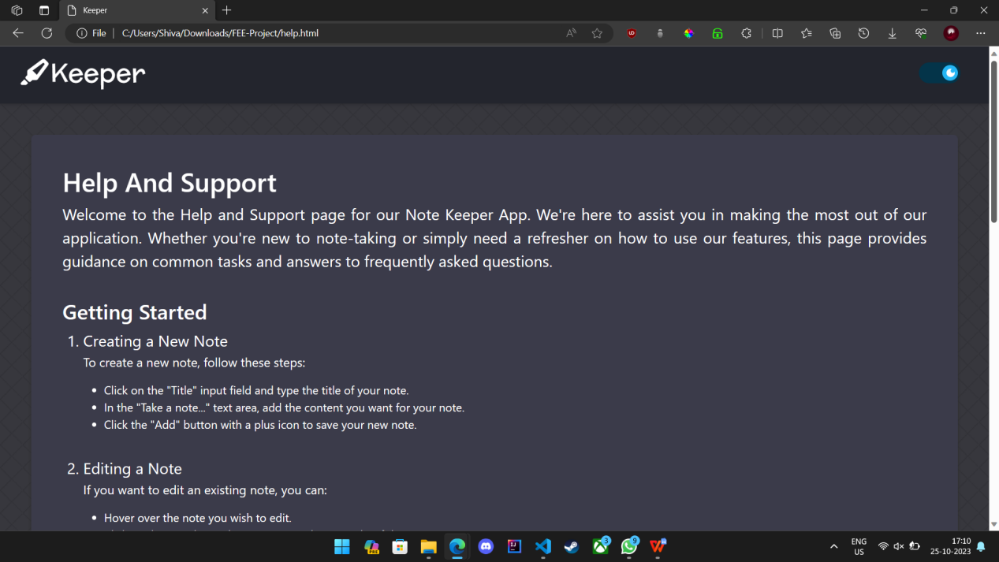 Keeper
File
C:/Users/Shiva/Downloads/FEE-Project/help.html
Keeper
Help And Support
Welcome to the Help and Support page for our Note Keeper App. We're here to assist you in making the most out of our
application. Whether you're new to note-taking or simply need a refresher on how to use our features, this page provides
guidance on common tasks and answers to frequently asked questions.
Getting Started
1. Creating a New Note
To create a new note, follow these steps:
• Click on the "Title" input field and type the title of your note.
• In the "Take a note..." text area, add the content you want for your note.
• Click the "Add" button with a plus icon to save your new note.
2. Editing a Note
If you want to edit an existing note, you can:
• Hover over the note you wish to edit.
PRE
3
9
ENG
US
17:10
25-10-2023